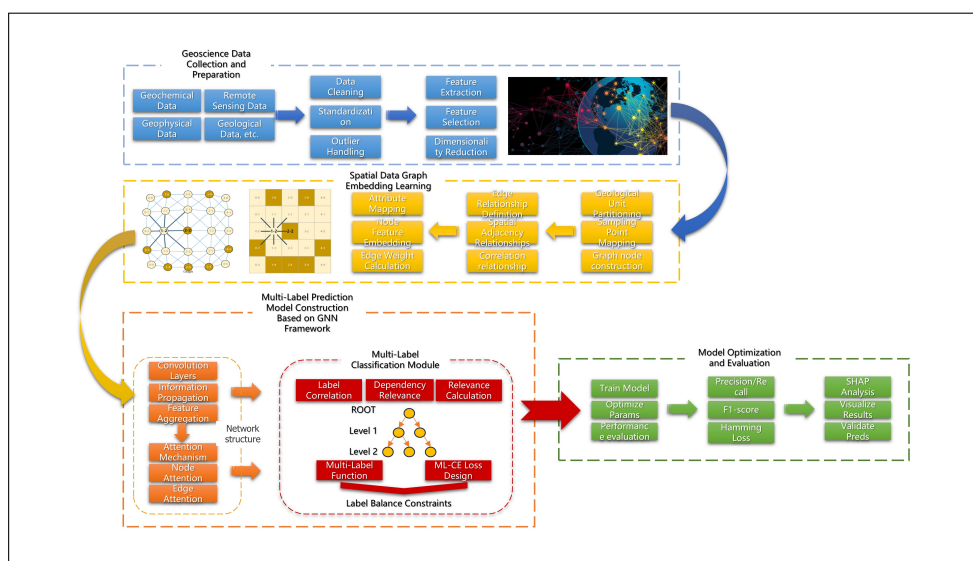 Geoscience Data
Collection and
Preparation
Geochemical
Data
Remote
Sensing Data
Geophysical
Data
Geological
Data, etc.
Data
Cleaning
Standardizati
on
Outlier
Handling
Feature
Extraction
Feature
Selection
Dimensionali
ty Reduction
Spatial Data Graph
Embedding Learning
Attribute
Mapping
Node
Feature
Embedding
Edge Weight
Calculation
Edge
Relationship
Definition
Spatial
Adjacency
Relationships
Correlation
relationship
Geological
Unit
Partitioning
Sampling
Point
Mapping
Graph node
construction
Multi-Label Prediction
Model Construction
Based on GNN
Framework
Convolution
Layers
Information
Propagation
Feature
Aggregation
Attention
Mechanism
Node
Attention
Edge
Attention
Network
structure
Multi-Label
Classification Module
Label
Correlation
Dependency
Relevance
Relevance
Calculation
ROOT
Level 1
Level 2
Multi-Label
Function
ML-CE Loss
Design
Label Balance Constraints
Model Optimization
and Evaluation
Train Model
Optimize
Params
Performanc
e evaluation
Precision/Re
call
F1-score
Hamming
Loss
SHAP
Analysis
Visualize
Results
Validate
Preds